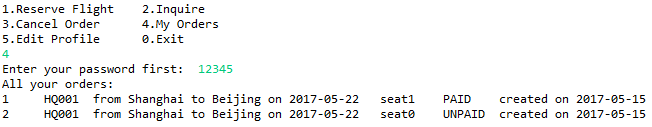 1.Reserve Flight    2.Inquire
3.Cancel Order      4.My Orders
5.Edit Profile      0.Exit
4
Enter your password first:  12345
All your orders:
1     HQ001  from Shanghai to Beijing on 2017-05-22   seat1    PAID    created on 2017-05-15
2     HQ001  from Shanghai to Beijing on 2017-05-22   seat0    UNPAID  created on 2017-05-15